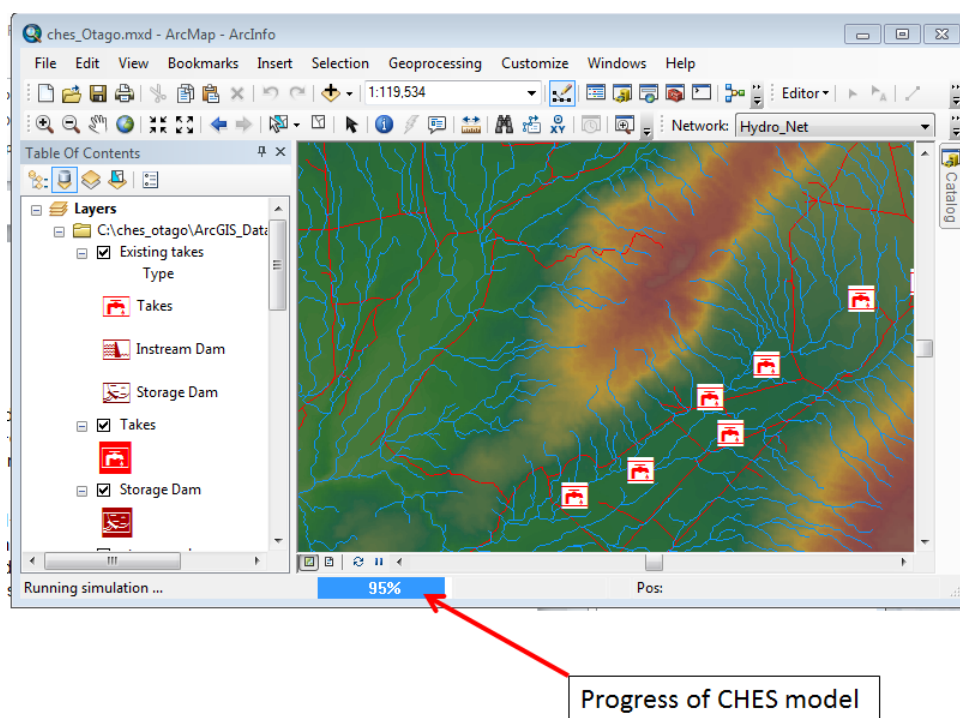 ches_Otago.mxd - ArcMap - ArcInfo
File Edit View Bookmarks Insert Selection Geoprocessing Customize Windows Help
1:119,534
Editor
Network: Hydro_Net
Table Of Contents
Catalog
Layers
C:\ches_otago\ArcGIS_Data
Existing takes
Type
Takes
Instream Dam
Storage Dam
Takes
Storage Dam
Running simulation ... 95% Pos:
Progress of CHES model